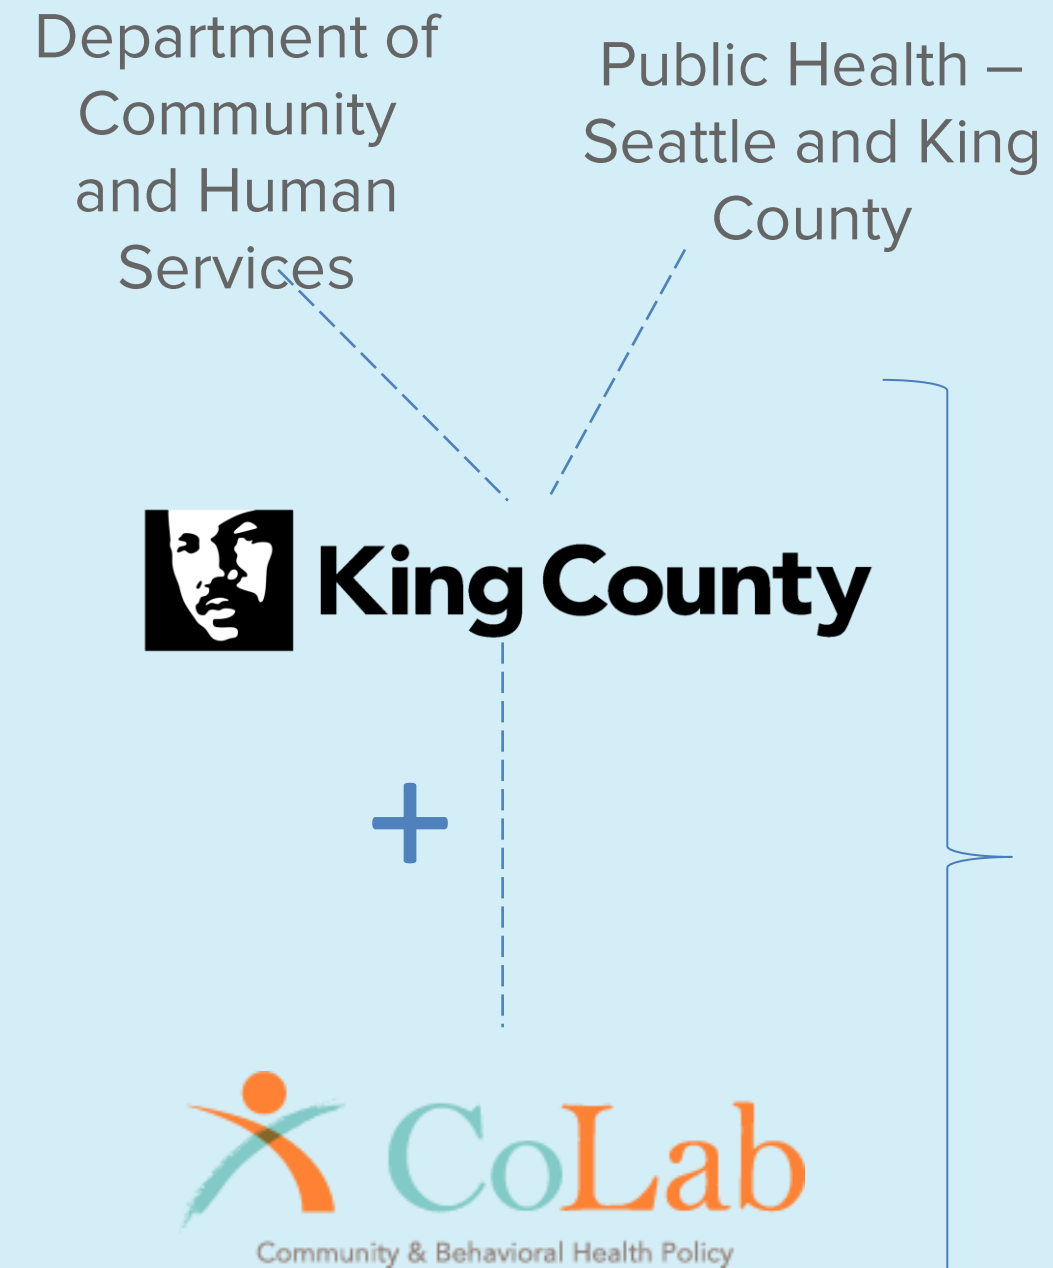 Department of
Community
and Human
Services
Public Health –
Seattle and King
County
King County
+
CoLab
Community & Behavioral Health Policy